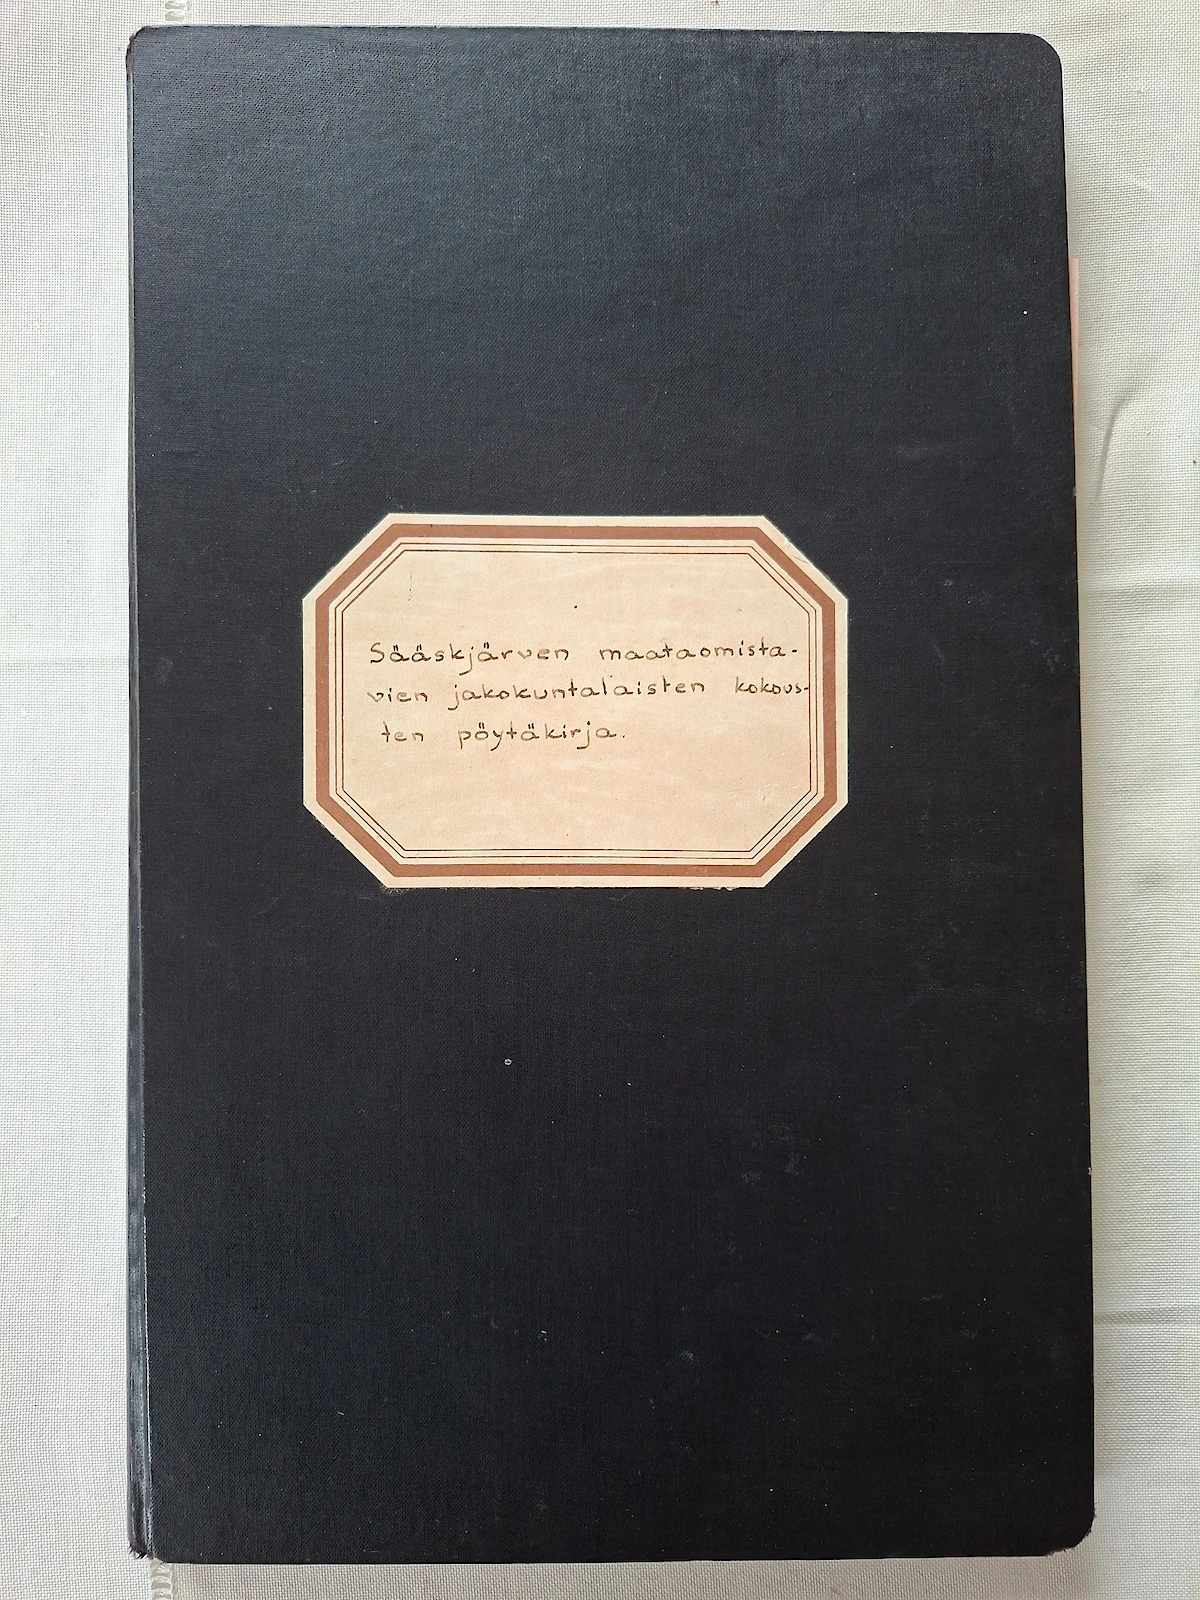 Sääskjärven maataomista-
vien jakokuntalaisten kokous-
ten pöytäkirja.